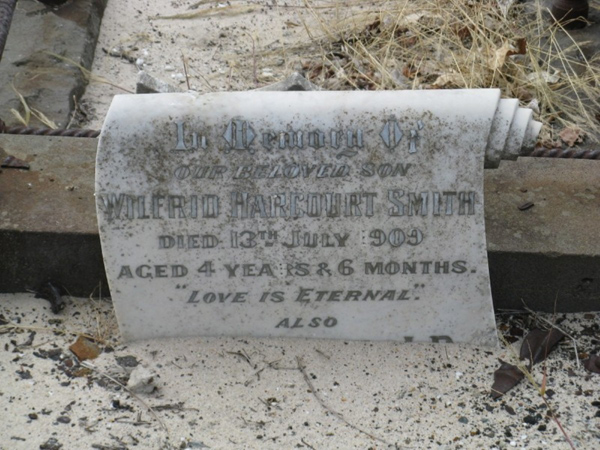 In Memory Of
OUR BELOVED SON
WILFRID HARCOURT SMITH
DIED 13TH JULY 1909
AGED 4 YEARS & 6 MONTHS.
"LOVE IS ETERNAL"
ALSO